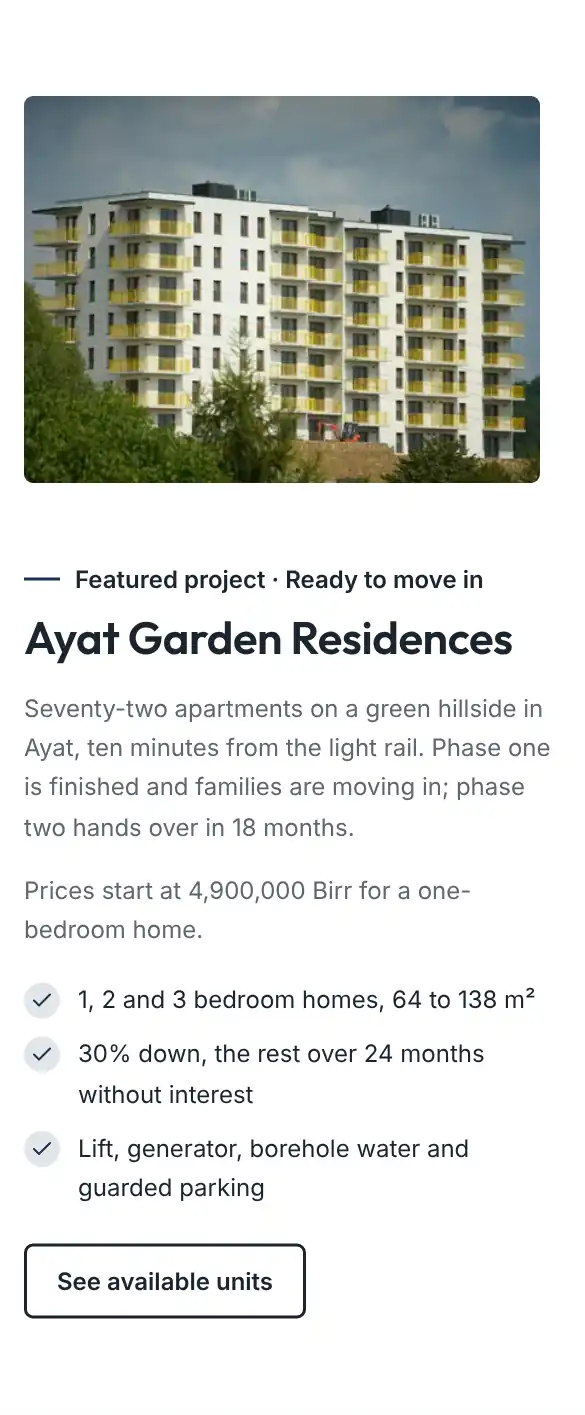 Featured project · Ready to move in
Ayat Garden Residences
Seventy-two apartments on a green hillside in
Ayat, ten minutes from the light rail. Phase one
is finished and families are moving in; phase
two hands over in 18 months.
Prices start at 4,900,000 Birr for a one-
bedroom home.
1, 2 and 3 bedroom homes, 64 to 138 m²
30% down, the rest over 24 months
without interest
Lift, generator, borehole water and
guarded parking
See available units